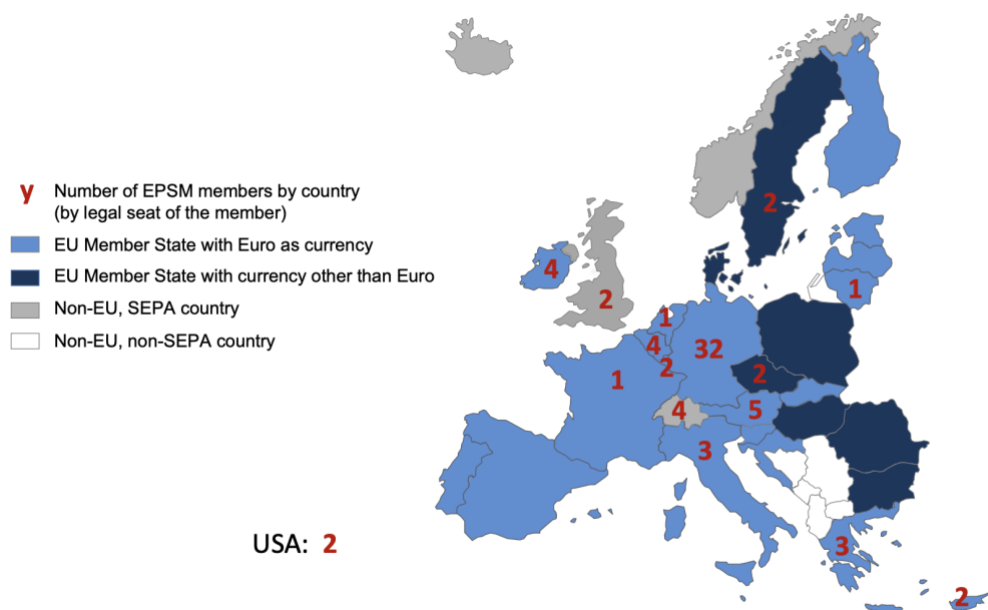 y Number of EPSM members by country
(by legal seat of the member)
EU Member State with Euro as currency
EU Member State with currency other than Euro
Non-EU, SEPA country
Non-EU, non-SEPA country
2
4
2
1
1
4
32
2
1
2
4
5
3
3
2
USA: 2